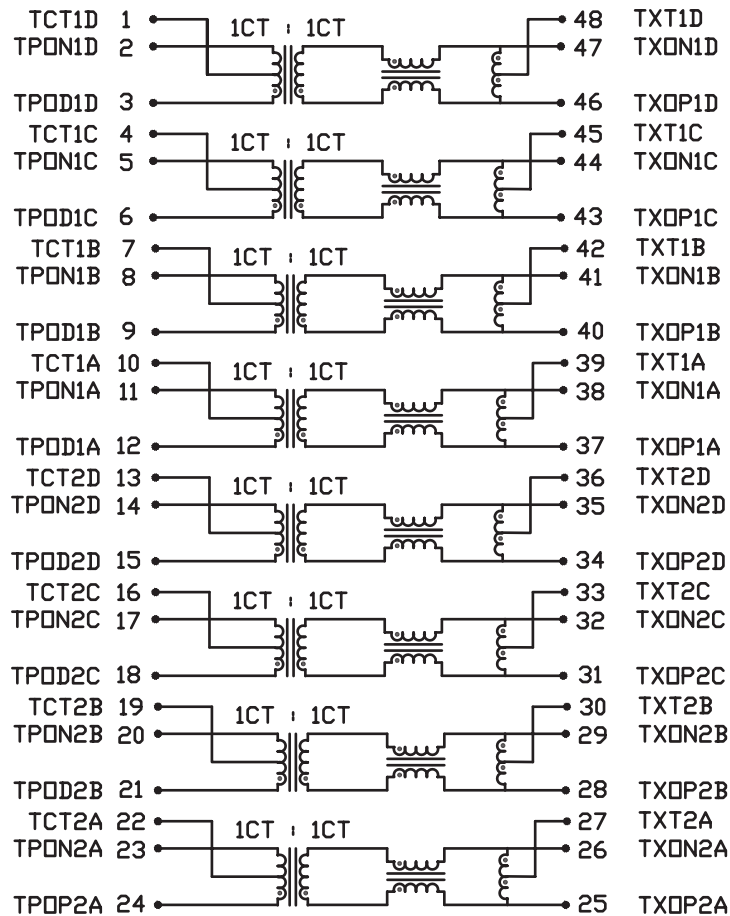 TCT1D 1 48 TXT1D
1CT : 1CT
TPON1D 2 47 TXON1D
TPOD1D 3 46 TXOP1D
TCT1C 4 45 TXT1C
1CT : 1CT
TPON1C 5 44 TXON1C
TPOD1C 6 43 TXOP1C
TCT1B 7 42 TXT1B
1CT : 1CT
TPON1B 8 41 TXON1B
TPOD1B 9 40 TXOP1B
TCT1A 10 39 TXT1A
1CT : 1CT
TPON1A 11 38 TXON1A
TPOD1A 12 37 TXOP1A
TCT2D 13 36 TXT2D
1CT : 1CT
TPON2D 14 35 TXON2D
TPOD2D 15 34 TXOP2D
TCT2C 16 33 TXT2C
1CT : 1CT
TPON2C 17 32 TXON2C
TPOD2C 18 31 TXOP2C
TCT2B 19 30 TXT2B
1CT : 1CT
TPON2B 20 29 TXON2B
TPOD2B 21 28 TXOP2B
TCT2A 22 27 TXT2A
1CT : 1CT
TPON2A 23 26 TXON2A
TPOP2A 24 25 TXOP2A